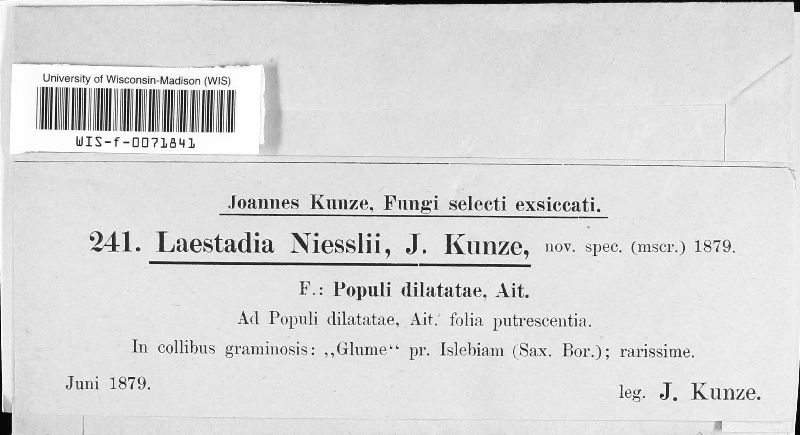 University of Wisconsin-Madison (WIS)
WIS-f-0071841
Joannes Kunze, Fungi selecti exsiccati.
241. Laestadia Niesslii, J. Kunze, nov. spec. (mscr.) 1879.
F.: Populi dilatatae, Ait.
Ad Populi dilatatae, Ait. folia putrescentia.
In collibus graminosis: „Glume“ pr. Islebiam (Sax. Bor.); rarissime.
Juni 1879.
leg. J. Kunze.